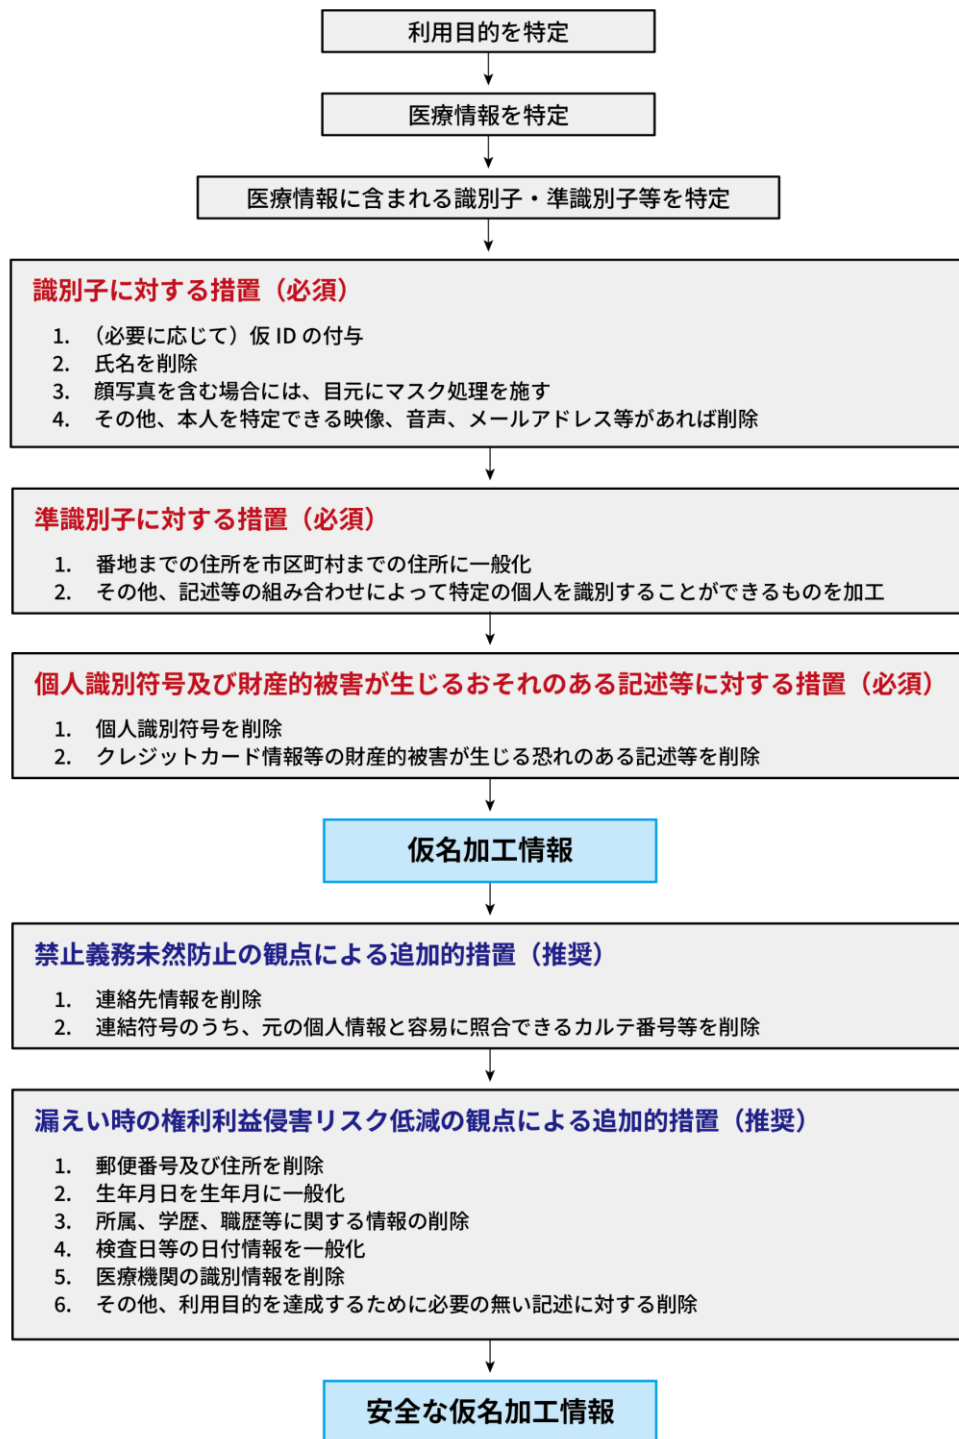 利用目的を特定
医療情報を特定
医療情報に含まれる識別子・準識別子等を特定
識別子に対する措置（必須）
1. （必要に応じて）仮 ID の付与
2. 氏名を削除
3. 顔写真を含む場合には、目元にマスク処理を施す
4. その他、本人を特定できる映像、音声、メールアドレス等があれば削除
準識別子に対する措置（必須）
1. 番地までの住所を市区町村までの住所に一般化
2. その他、記述等の組み合わせによって特定の個人を識別することができるものを加工
個人識別符号及び財産的被害が生じるおそれのある記述等に対する措置（必須）
1. 個人識別符号を削除
2. クレジットカード情報等の財産的被害が生じる恐れのある記述等を削除
仮名加工情報
禁止義務未然防止の観点による追加的措置（推奨）
1. 連絡先情報を削除
2. 連結符号のうち、元の個人情報と容易に照合できるカルテ番号等を削除
漏えい時の権利利益侵害リスク低減の観点による追加的措置（推奨）
1. 郵便番号及び住所を削除
2. 生年月日を生年月に一般化
3. 所属、学歴、職歴等に関する情報の削除
4. 検査日等の日付情報を一般化
5. 医療機関の識別情報を削除
6. その他、利用目的を達成するために必要の無い記述に対する削除
安全な仮名加工情報